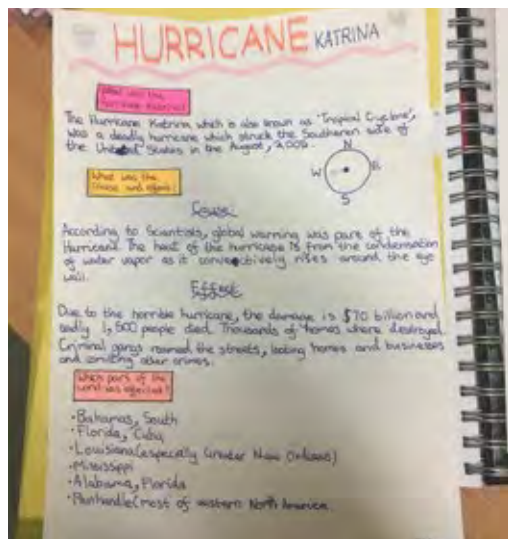 HURRICANE KATRINA
What was the
hurricane Katrina?
The Hurricane Katrina which is also known as 'Tropical Cyclone',
was a deadly hurricane which struck the Southeren side of
the United States in the August, 2005.
N
W
S
What was the
cause and effect?
Cause:
According to Scientists, global warning was part of the
Hurricane. The heat of the hurricane is from the condensation
of water vapor as it convectively rises around the eye
wall.
Effect:
Due to the horrible hurricane, the damage is $70 billion and
sadly 1,500 people died. Thousands of homes where destroyed.
Criminal gangs roamed the streets, looting homes and businesses
and other crimes.
Which parts of the
world was affected?
•Bahamas, South
•Florida, Cuba
•Louisiana(especially Greater New Orleans)
•Mississippi
•Alabama, Florida
•Panhandle(most of eastern North America.